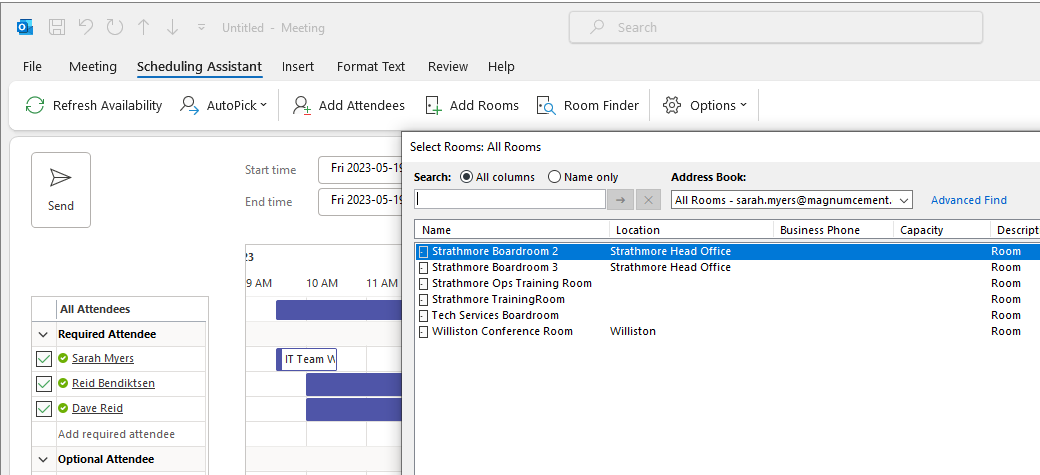 Untitled - Meeting
Search
File Meeting Scheduling Assistant Insert Format Text Review Help
Refresh Availability AutoPick Add Attendees Add Rooms Room Finder Options
Select Rooms: All Rooms
Send
Start time Fri 2023-05-19
End time Fri 2023-05-19
Search: All columns Name only Address Book:
All Rooms - sarah.myers@magnumcement. Advanced Find
Name Location Business Phone Capacity Descript
Strathmore Boardroom 2 Strathmore Head Office Room
Strathmore Boardroom 3 Strathmore Head Office Room
Strathmore Ops Training Room Room
Strathmore TrainingRoom Room
Tech Services Boardroom Room
Williston Conference Room Williston Room
23
9 AM 10 AM 11 AM
All Attendees
Required Attendee
Sarah Myers IT Team W
Reid Bendiktsen
Dave Reid
Add required attendee
Optional Attendee